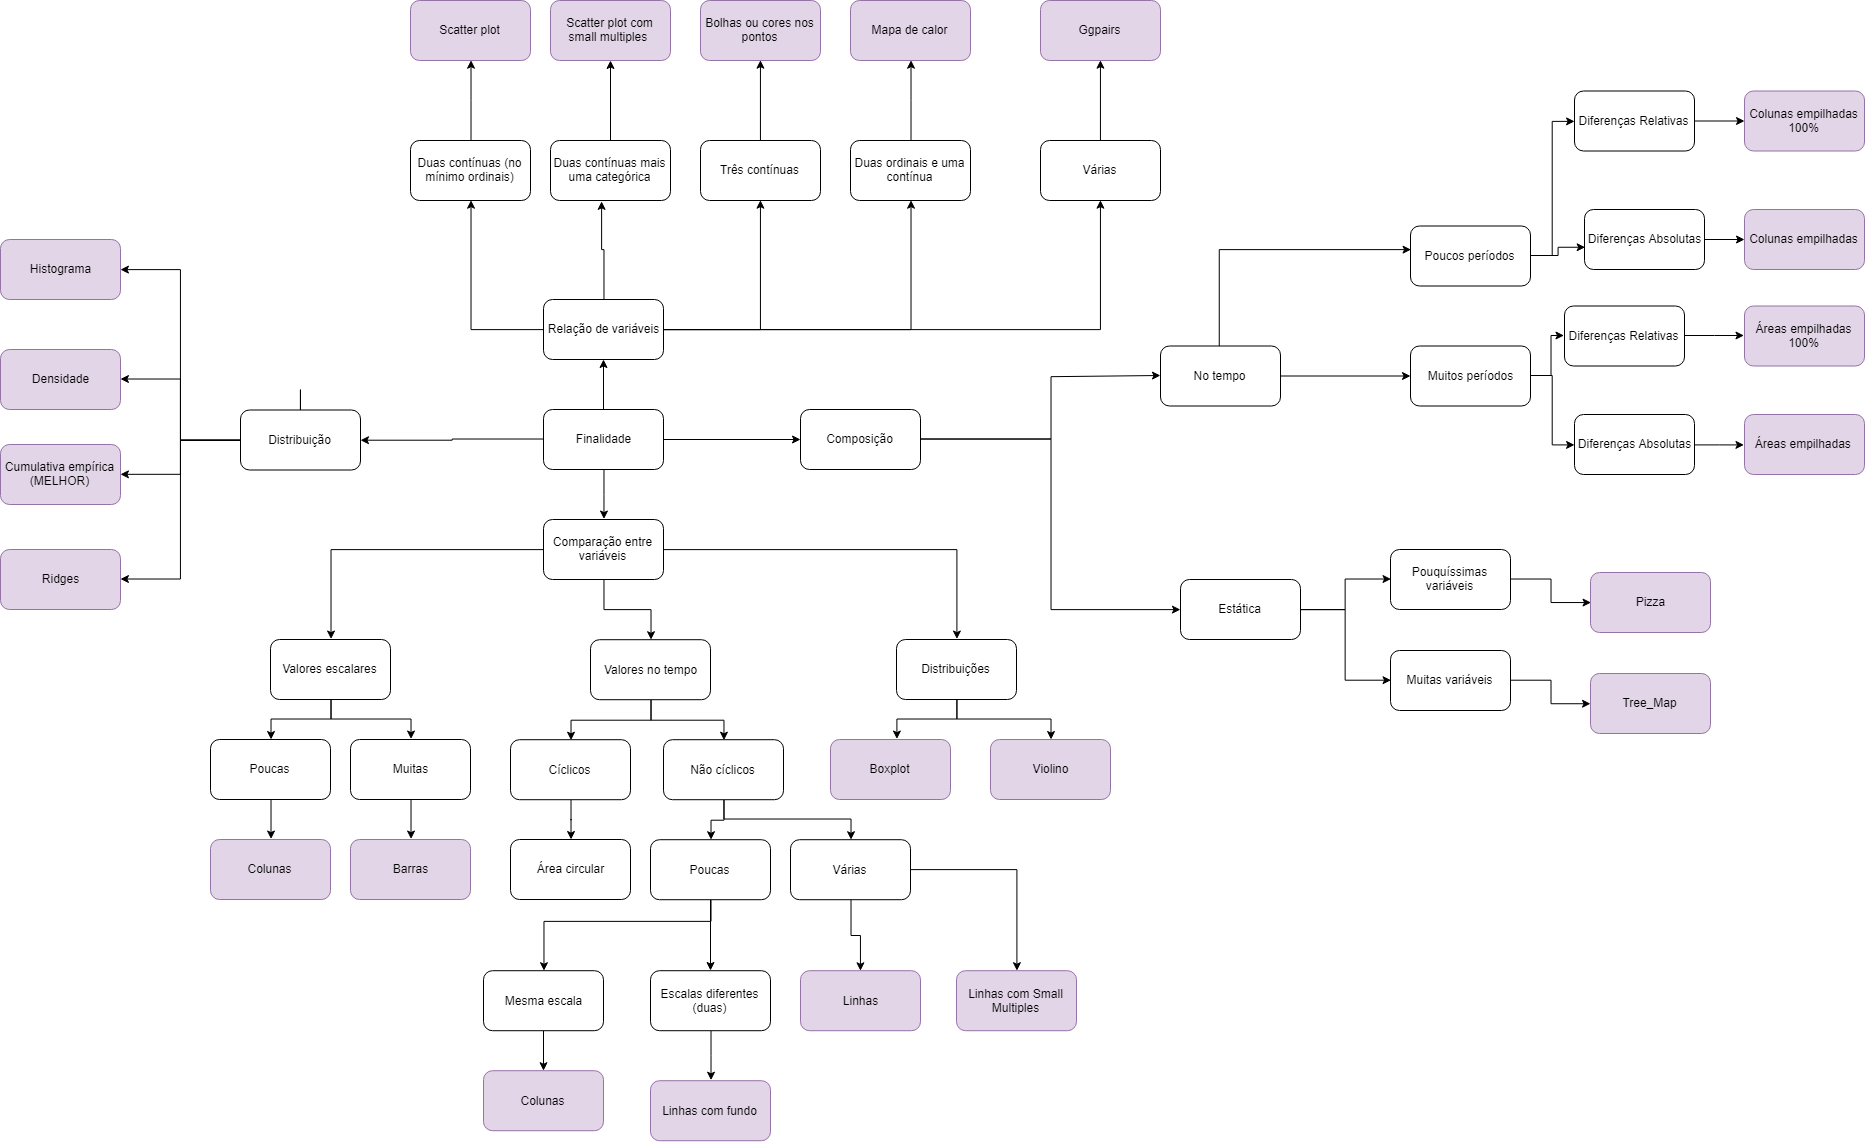 Scatter plot
Scatter plot com
small multiples
Bolhas ou cores nos
pontos
Mapa de calor
Ggpairs
Duas contínuas (no
mínimo ordinais)
Duas contínuas mais
uma categórica
Três contínuas
Duas ordinais e uma
contínua
Várias
Diferenças Relativas
Colunas empilhadas
100%
Poucos períodos
Diferenças Absolutas
Colunas empilhadas
Histograma
Relação de variáveis
Diferenças Relativas
Áreas empilhadas
100%
Densidade
No tempo
Muitos períodos
Distribuição
Finalidade
Composição
Diferenças Absolutas
Áreas empilhadas
Cumulativa empírica
(MELHOR)
Comparação entre
variáveis
Ridges
Estática
Pouquíssimas
variáveis
Pizza
Valores escalares
Valores no tempo
Distribuições
Muitas variáveis
Tree_Map
Poucas
Muitas
Cíclicos
Não cíclicos
Boxplot
Violino
Colunas
Barras
Área circular
Poucas
Várias
Mesma escala
Escalas diferentes
(duas)
Linhas
Linhas com Small
Multiples
Colunas
Linhas com fundo